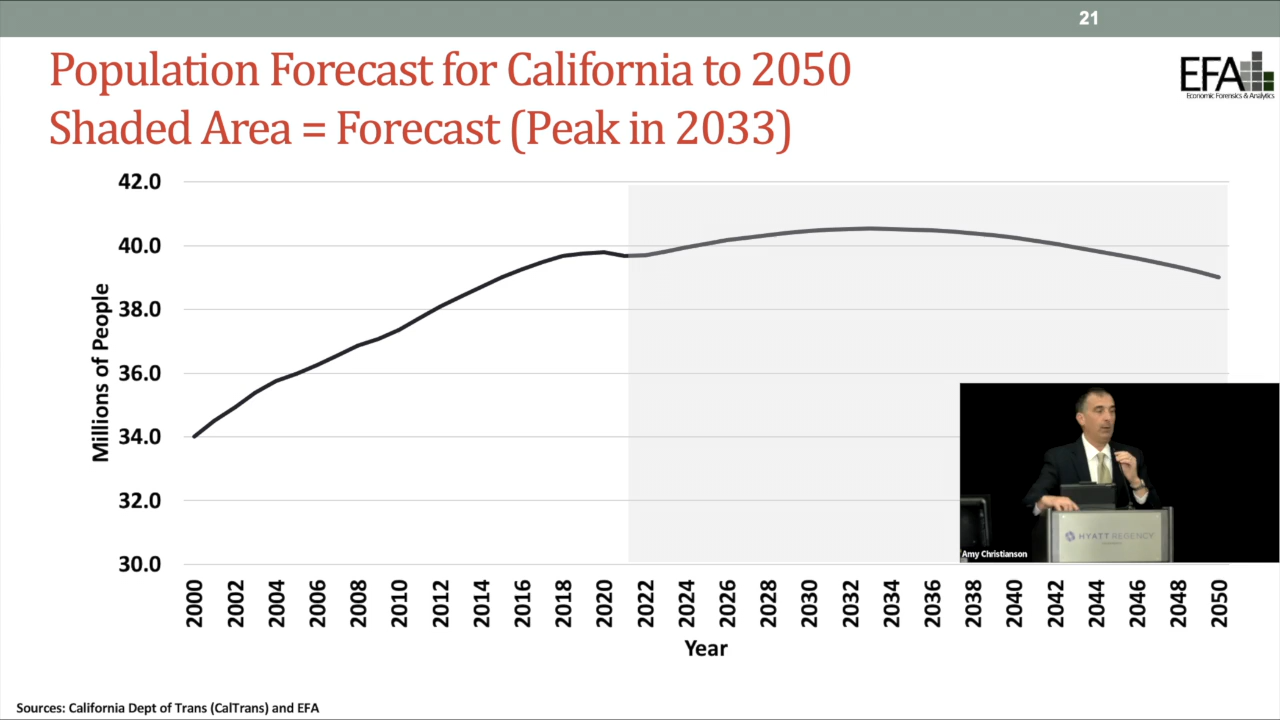 21
Population Forecast for California to 2050
Shaded Area = Forecast (Peak in 2033)
EFA
Economic Forensics & Analytics
42.0
40.0
38.0
36.0
34.0
32.0
30.0
Millions of People
2000 2002 2004 2006 2008 2010 2012 2014 2016 2018 2020 2022 2024 2026 2028 2030 2032 2034 2036 2038 2040 2042 2044 2046 2048 2050
Year
HYATT REGENCY
Amy Christianson
Sources: California Dept of Trans (CalTrans) and EFA